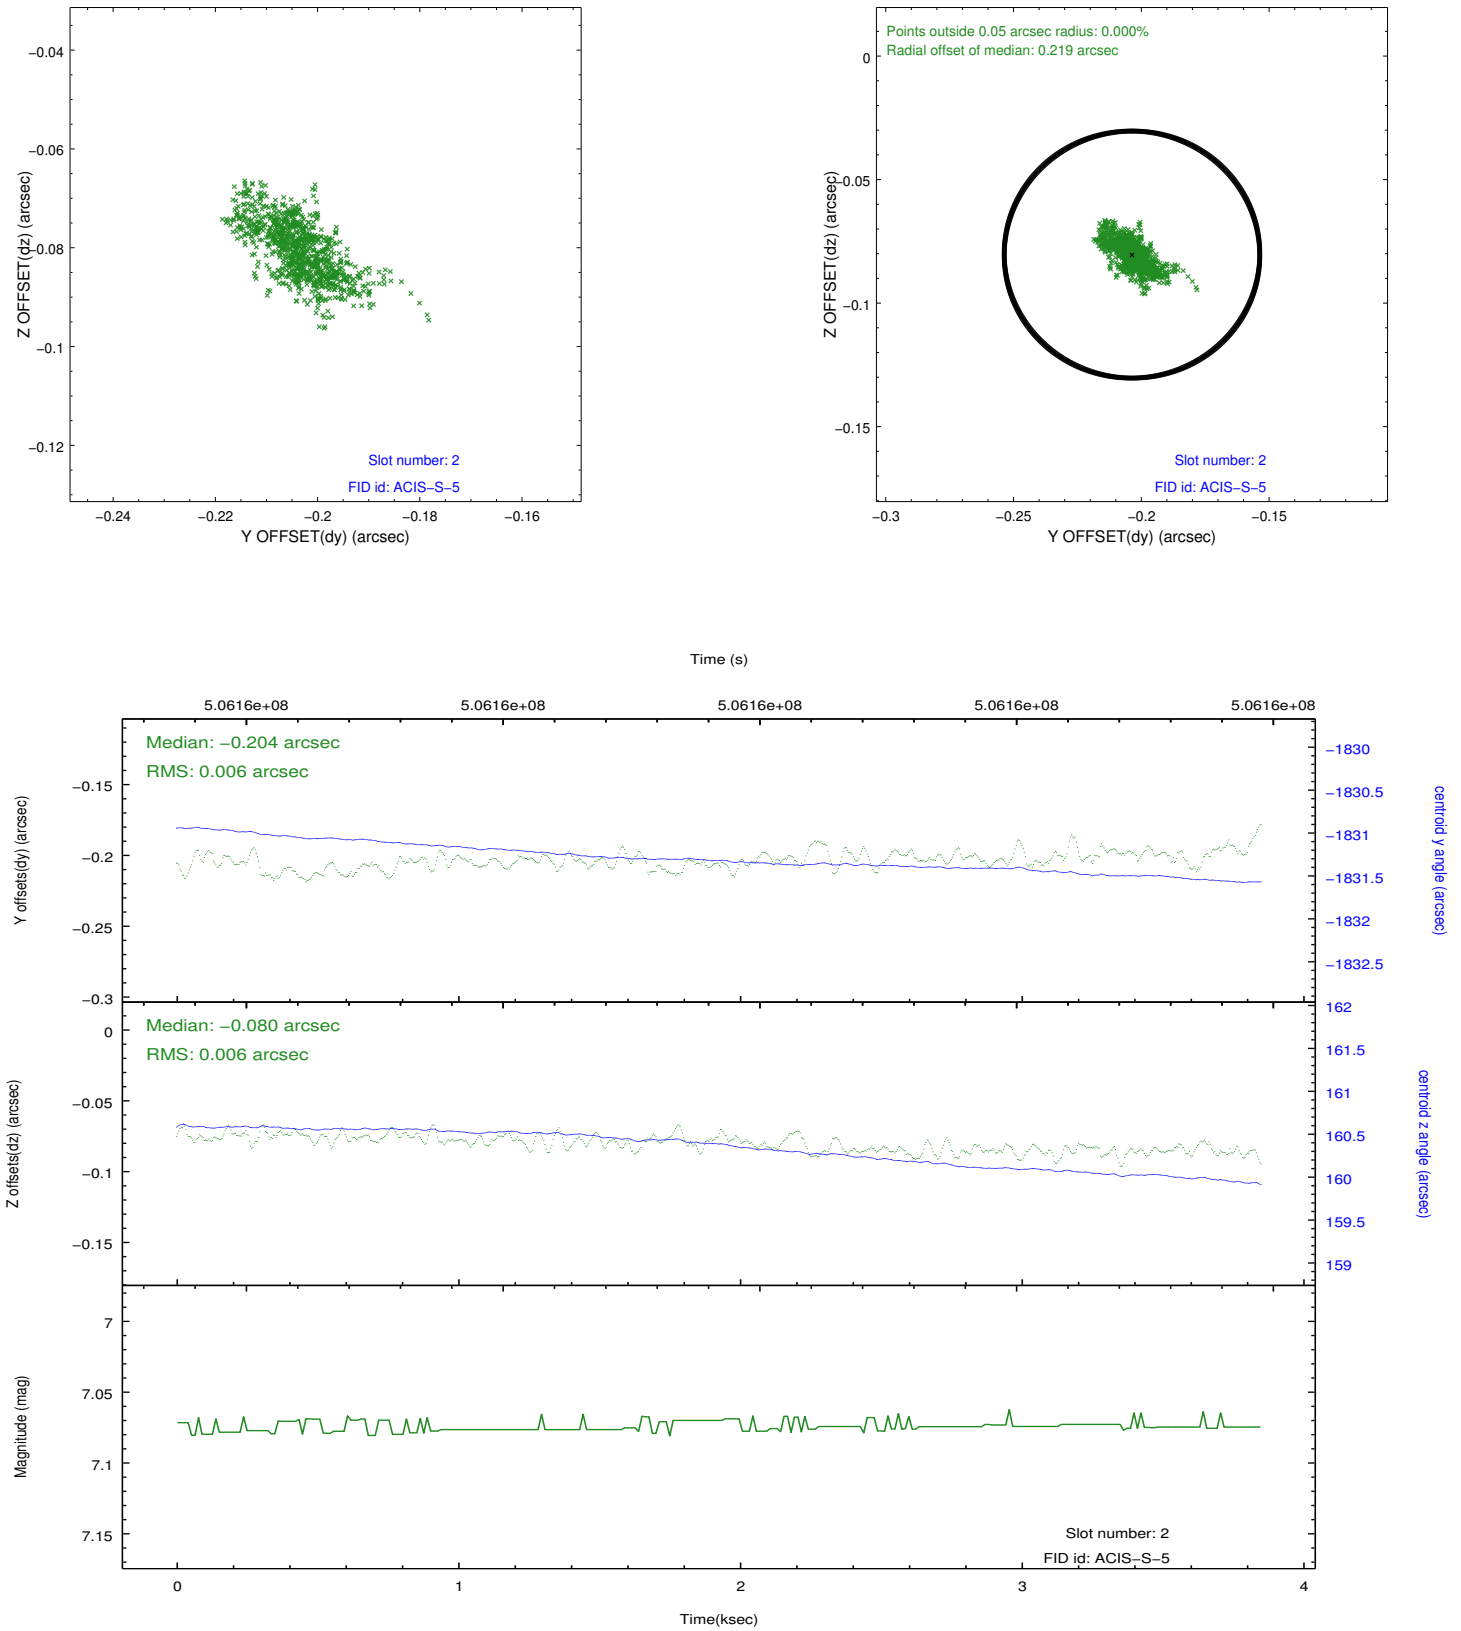 −0.04
−0.06
−0.08
−0.1
−0.12
Z OFFSET(dz) (arcsec)
Slot number: 2
FID id: ACIS−S−5
−0.24
−0.22
−0.2
−0.18
−0.16
Y OFFSET(dy) (arcsec)
Points outside 0.05 arcsec radius: 0.000%
Radial offset of median: 0.219 arcsec
0
−0.05
−0.1
−0.15
Z OFFSET(dz) (arcsec)
Slot number: 2
FID id: ACIS−S−5
−0.3
−0.25
−0.2
−0.15
Y OFFSET(dy) (arcsec)
Time (s)
5.0616e+08
5.0616e+08
5.0616e+08
5.0616e+08
5.0616e+08
Median: −0.204 arcsec
RMS: 0.006 arcsec
−0.15
−0.2
−0.25
−0.3
Y offsets(dy) (arcsec)
−1830
−1830.5
−1831
−1831.5
−1832
−1832.5
centroid y angle (arcsec)
Median: −0.080 arcsec
RMS: 0.006 arcsec
0
−0.05
−0.1
−0.15
Z offsets(dz) (arcsec)
162
161.5
161
160.5
160
159.5
159
centroid z angle (arcsec)
7
7.05
7.1
7.15
Magnitude (mag)
Slot number: 2
FID id: ACIS−S−5
0
1
2
3
4
Time(ksec)